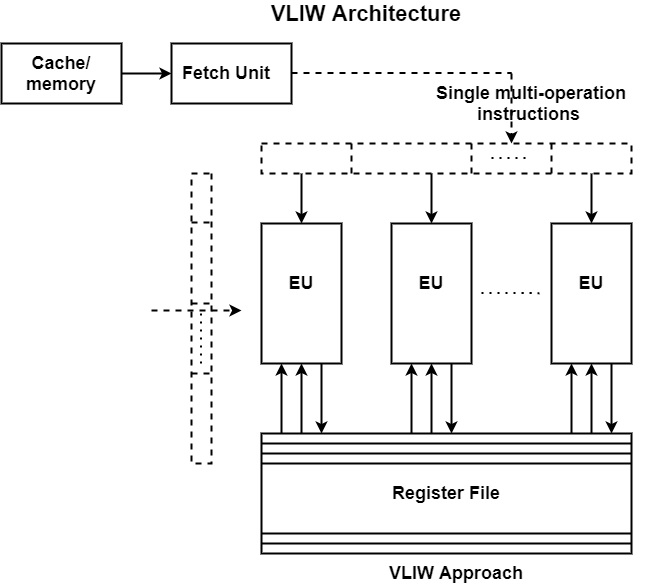 VLIW Architecture
Cache/
memory
Fetch Unit
Single multi-operation
instructions
EU
EU
EU
Register File
VLIW Approach